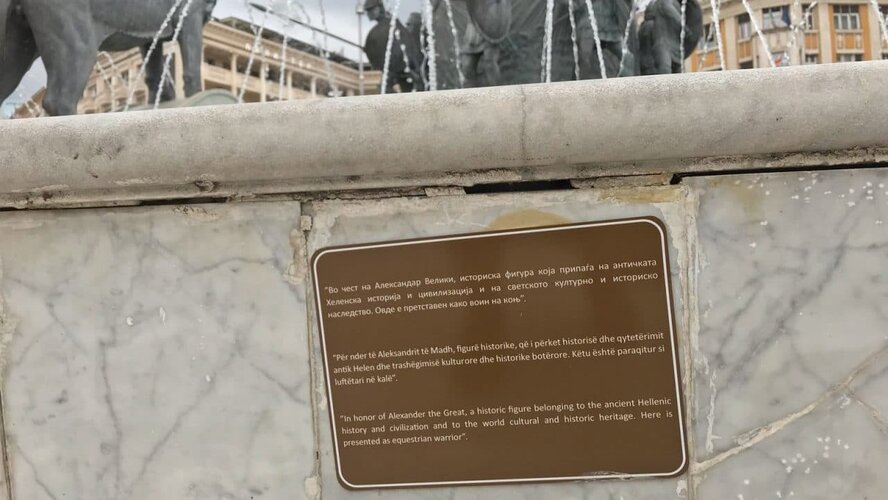 "Во чест на Александар Велики, историска фигура која припаѓа на античката
Хеленска историја и цивилизација и на светското културно и историско
наследство. Овде е претставен како воин на коњ".
"Për nder të Aleksandrit të Madh, figurë historike, që i përket historisë dhe qytetërimit
antik Helen dhe trashëgimisë kulturore dhe historike botërore. Këtu është paraqitur si
luftëtari në kalë".
"In honor of Alexander the Great, a historic figure belonging to the ancient Hellenic
history and civilization and to the world cultural and historic heritage. Here is
presented as equestrian warrior".